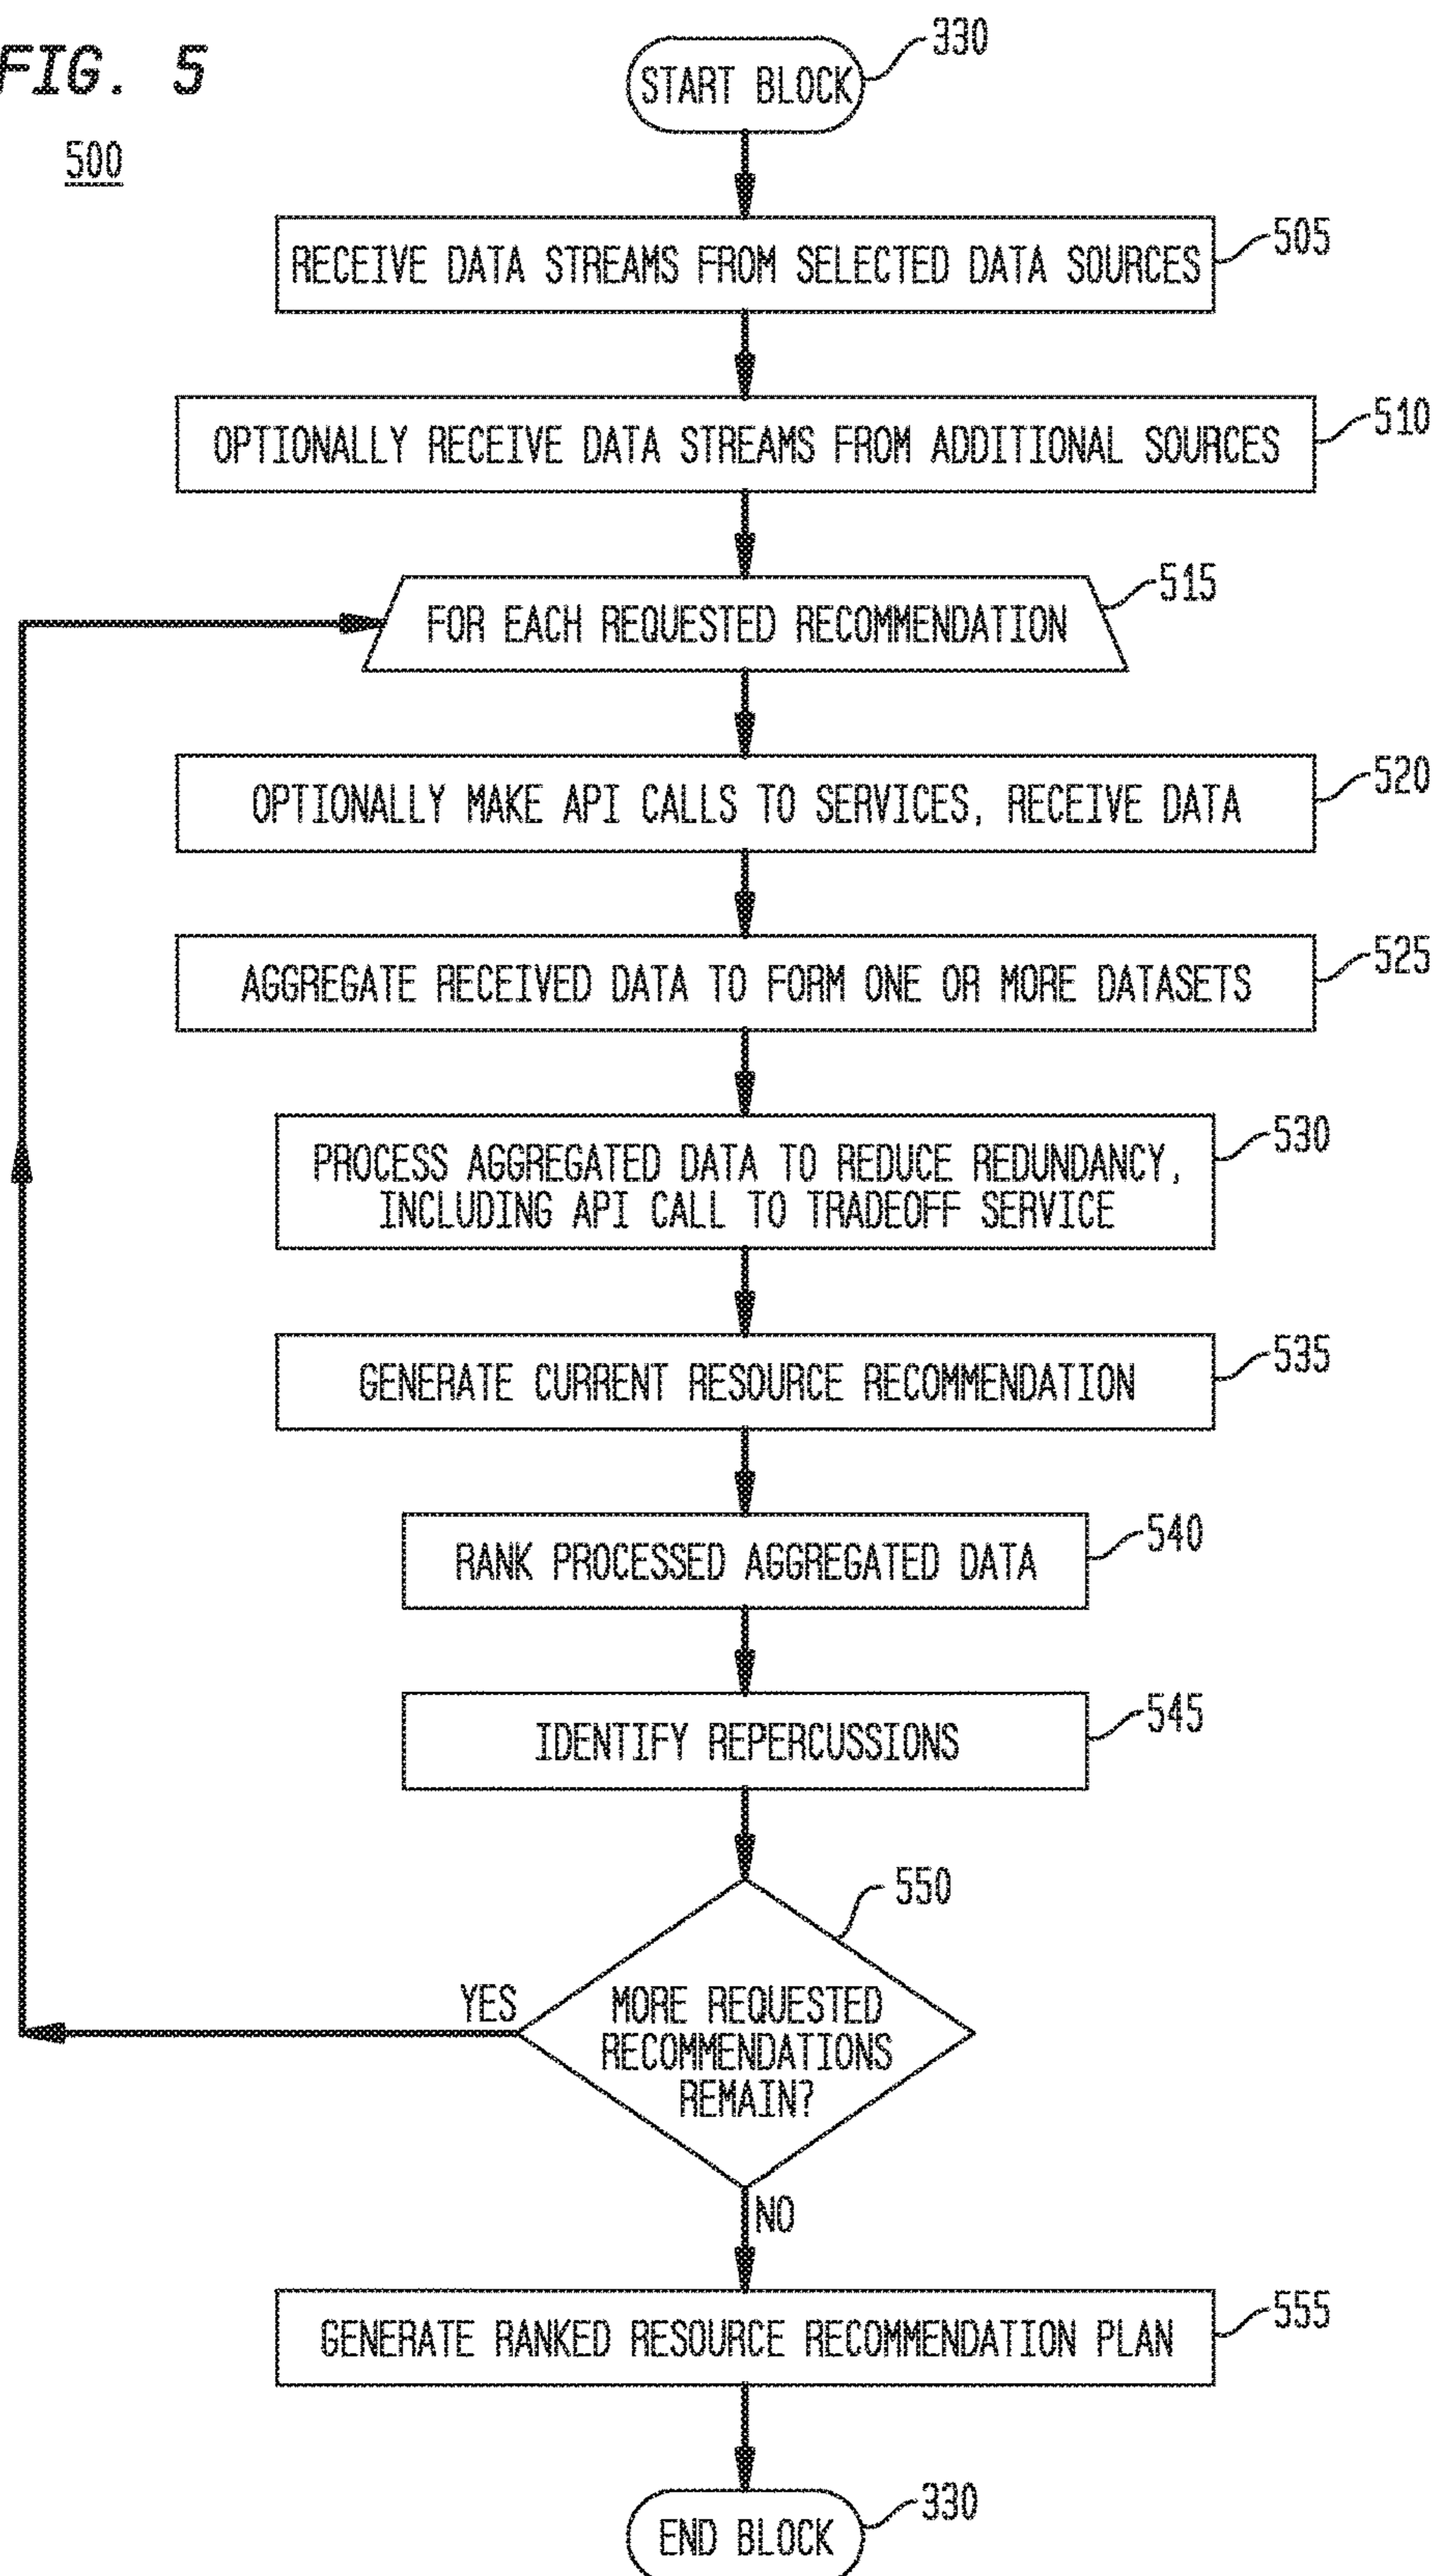 FIG. 5
500
START BLOCK
330
RECEIVE DATA STREAMS FROM SELECTED DATA SOURCES
505
OPTIONALLY RECEIVE DATA STREAMS FROM ADDITIONAL SOURCES
510
FOR EACH REQUESTED RECOMMENDATION
515
OPTIONALLY MAKE API CALLS TO SERVICES, RECEIVE DATA
520
AGGREGATE RECEIVED DATA TO FORM ONE OR MORE DATASETS
525
PROCESS AGGREGATED DATA TO REDUCE REDUNDANCY,
INCLUDING API CALL TO TRADEOFF SERVICE
530
GENERATE CURRENT RESOURCE RECOMMENDATION
535
RANK PROCESSED AGGREGATED DATA
540
IDENTIFY REPERCUSSIONS
545
550
YES
MORE REQUESTED
RECOMMENDATIONS
REMAIN?
NO
GENERATE RANKED RESOURCE RECOMMENDATION PLAN
555
END BLOCK
330